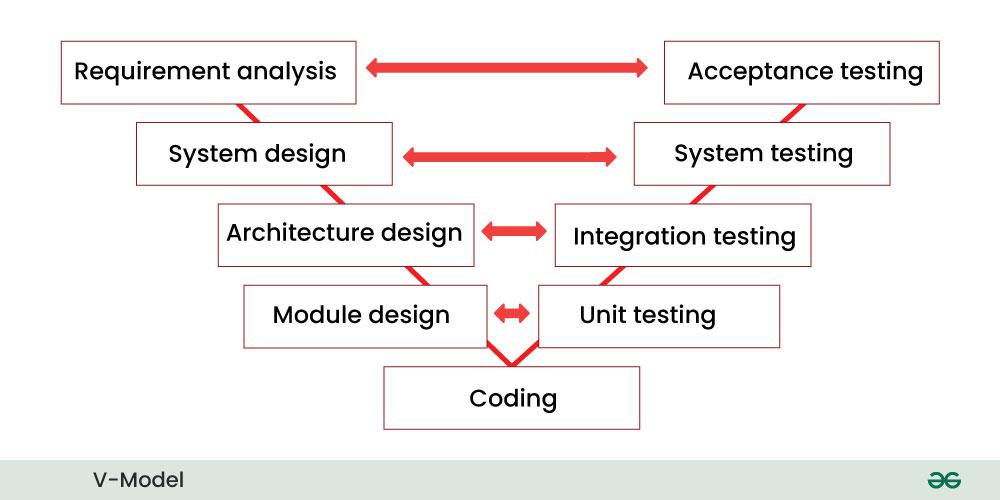 Requirement analysis
Acceptance testing
System design
System testing
Architecture design
Integration testing
Module design
Unit testing
Coding
V-Model